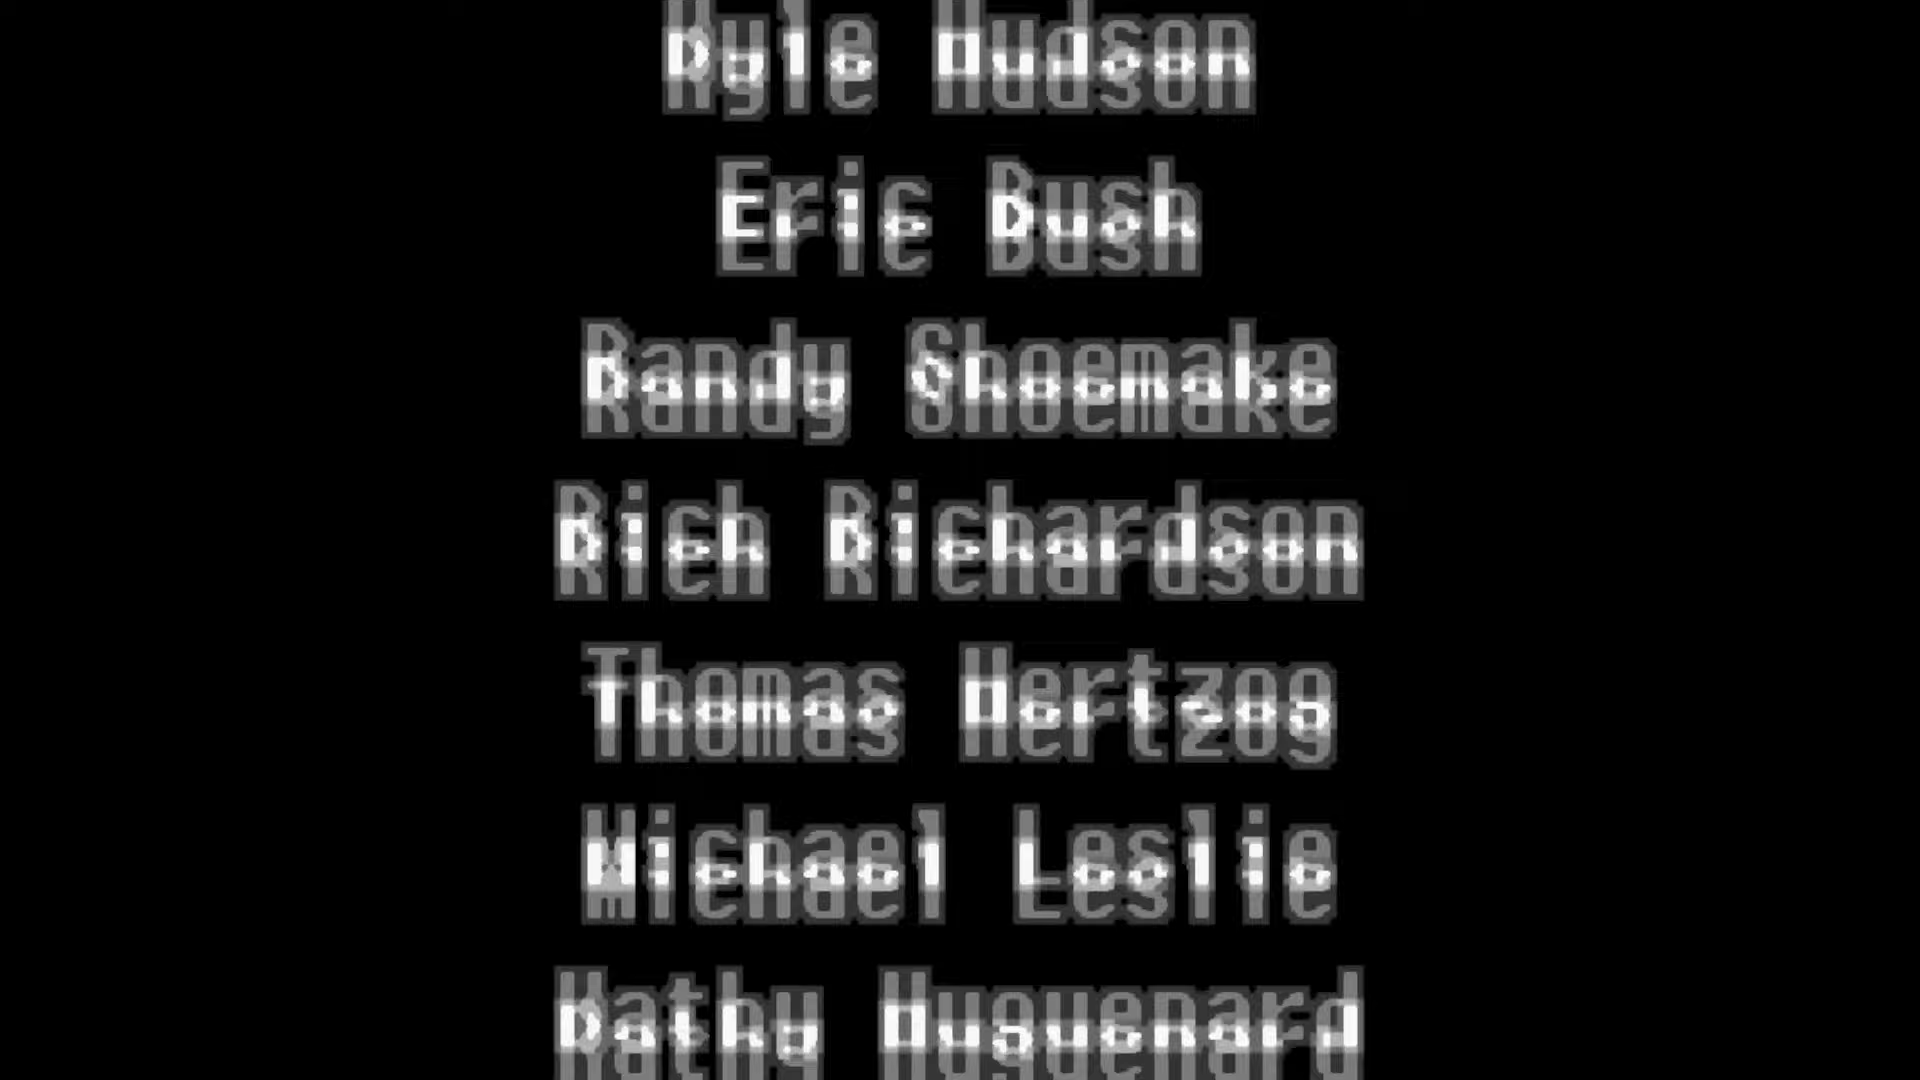 Kyle Hudson
Eric Bush
Randy Shoemake
Rich Richardson
Thomas Hertzog
Michael Leslie
Kathy Huguenard